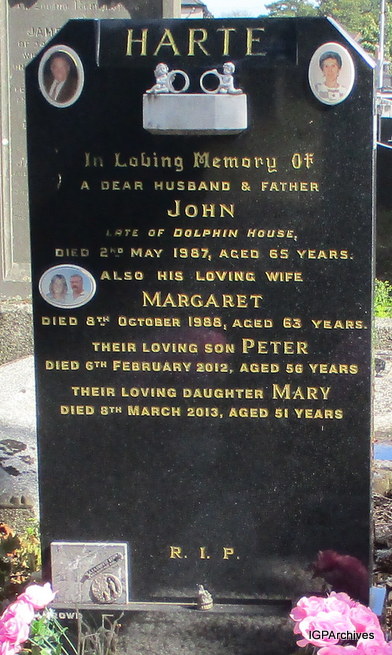 JAME
HARTE
In Loving Memory Of
A DEAR HUSBAND & FATHER
JOHN
LATE OF DOLPHIN HOUSE,
DIED 2ND MAY 1987, AGED 65 YEARS.
ALSO HIS LOVING WIFE
MARGARET
DIED 8TH OCTOBER 1988, AGED 63 YEARS.
THEIR LOVING SON PETER
DIED 6TH FEBRUARY 2012, AGED 56 YEARS
THEIR LOVING DAUGHTER MARY
DIED 8TH MARCH 2013, AGED 51 YEARS
R. I. P.
IGPArchives